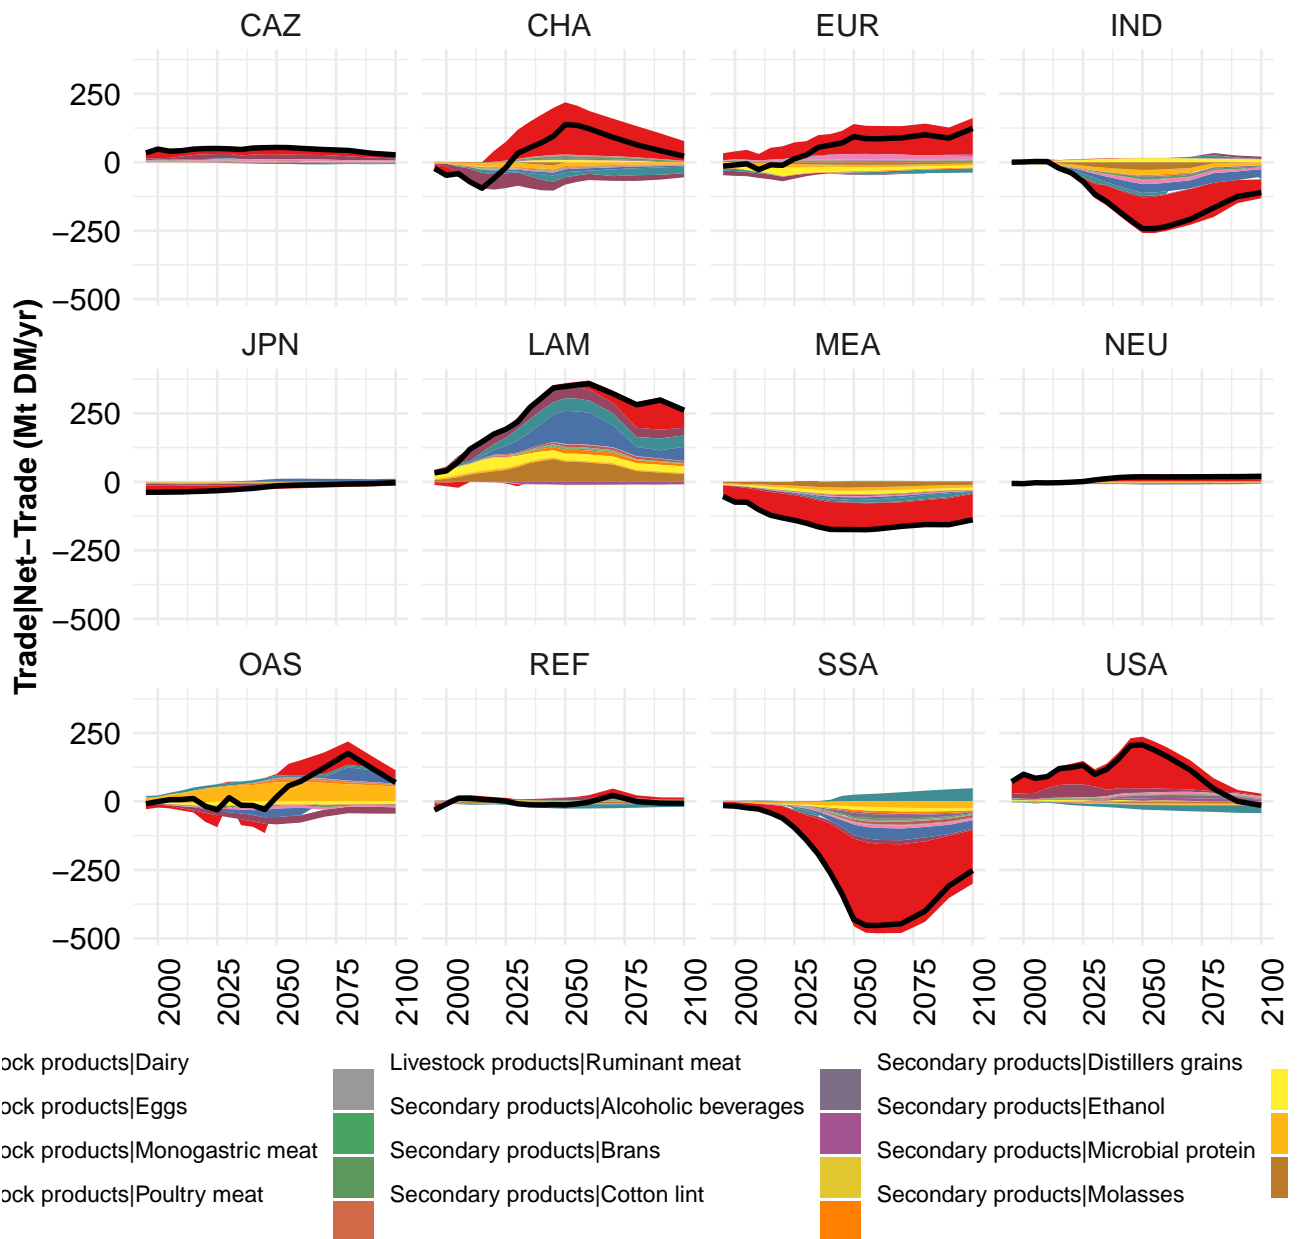 CAZ CHA EUR IND
250
0
−250
−500
JPN LAM MEA NEU
250
0
−250
−500
Trade|Net−Trade (Mt DM/yr)
OAS REF SSA USA
250
0
−250
−500
2000 2025 2050 2075 2100 2000 2025 2050 2075 2100 2000 2025 2050 2075 2100 2000 2025 2050 2075 2100
ock products|Dairy Livestock products|Ruminant meat Secondary products|Distillers grains
ock products|Eggs Secondary products|Alcoholic beverages Secondary products|Ethanol
ock products|Monogastric meat Secondary products|Brans Secondary products|Microbial protein
ock products|Poultry meat Secondary products|Cotton lint Secondary products|Molasses